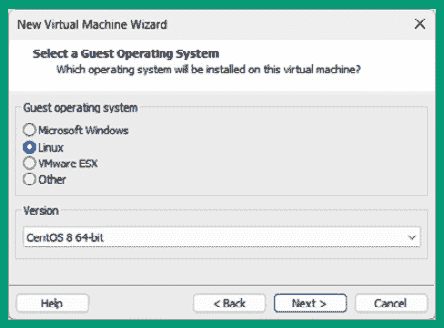 New Virtual Machine Wizard
Select a Guest Operating System
Which operating system will be installed on this virtual machine?
Guest operating system
Microsoft Windows
Linux
VMware ESX
Other
Version
CentOS 8 64-bit
Help
< Back
Next >
Cancel